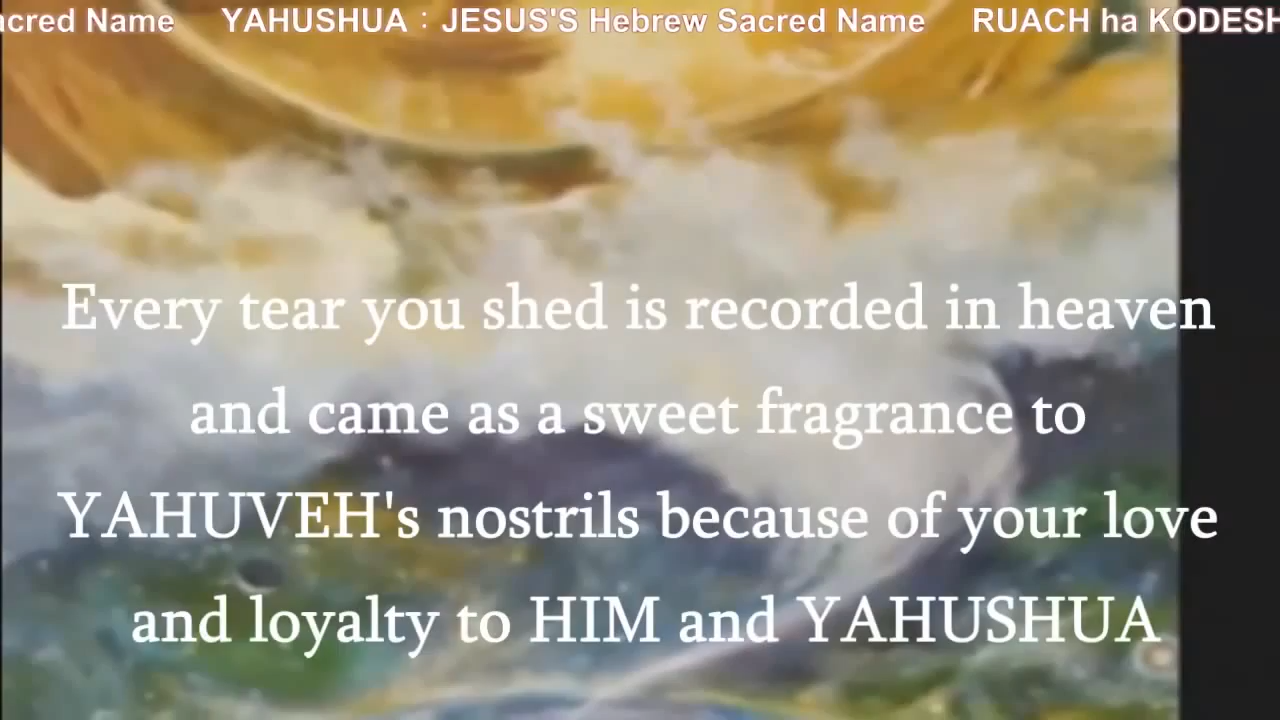 acred Name YAHUSHUA : JESUS'S Hebrew Sacred Name RUACH ha KODESH
Every tear you shed is recorded in heaven
and came as a sweet fragrance to
YAHUVEH's nostrils because of your love
and loyalty to HIM and YAHUSHUA